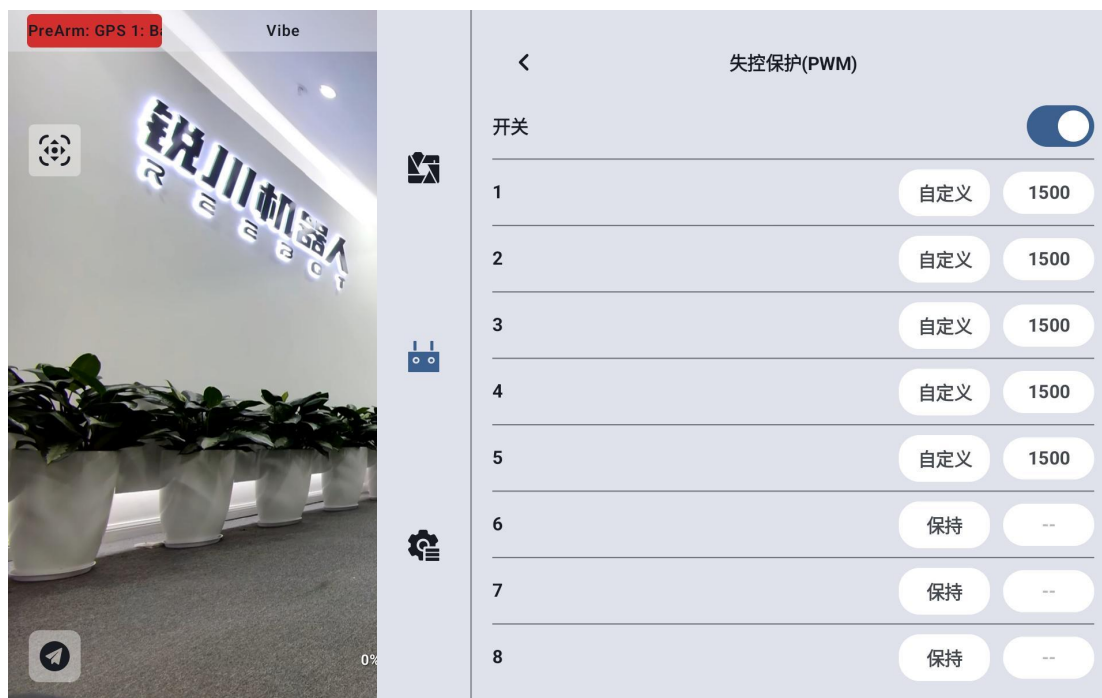 PreArm: GPS 1: Ba
Vibe
锐川机器人
Reeact
0%
失控保护(PWM)
开关
1 自定义 1500
2 自定义 1500
3 自定义 1500
4 自定义 1500
5 自定义 1500
6 保持 --
7 保持 --
8 保持 --